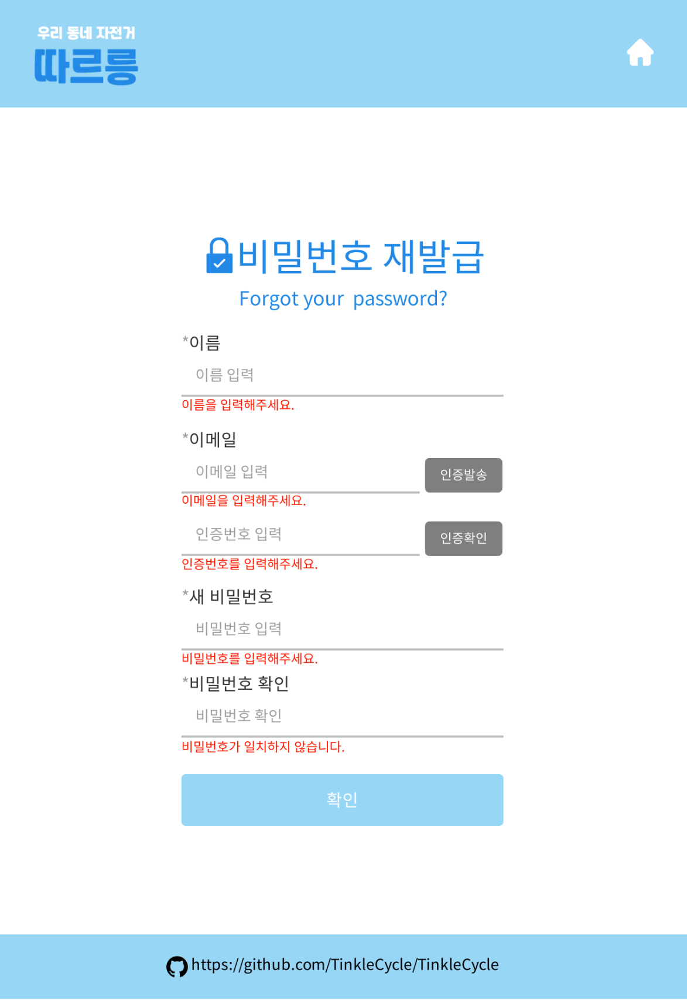 우리 동네 자전거
따르릉
비밀번호 재발급
Forgot your password?
*이름
이름 입력
이름을 입력해주세요.
*이메일
이메일 입력
인증발송
이메일을 입력해주세요.
인증번호 입력
인증확인
인증번호를 입력해주세요.
*새 비밀번호
비밀번호 입력
비밀번호를 입력해주세요.
*비밀번호 확인
비밀번호 확인
비밀번호가 일치하지 않습니다.
확인
https://github.com/TinkleCycle/TinkleCycle